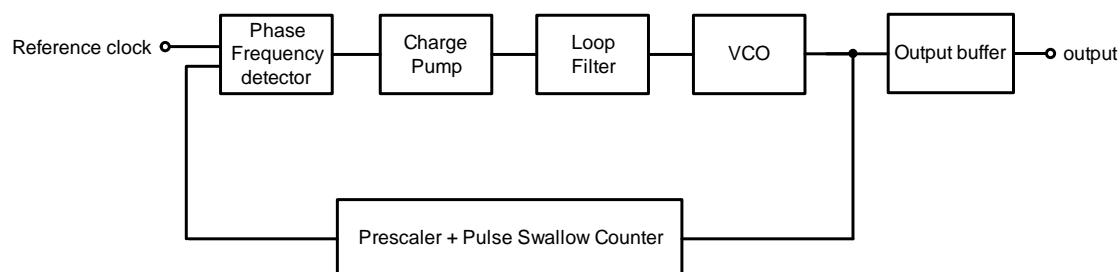 Reference clock
Phase
Frequency
detector
Charge
Pump
Loop
Filter
VCO
Output buffer
output
Prescaler + Pulse Swallow Counter